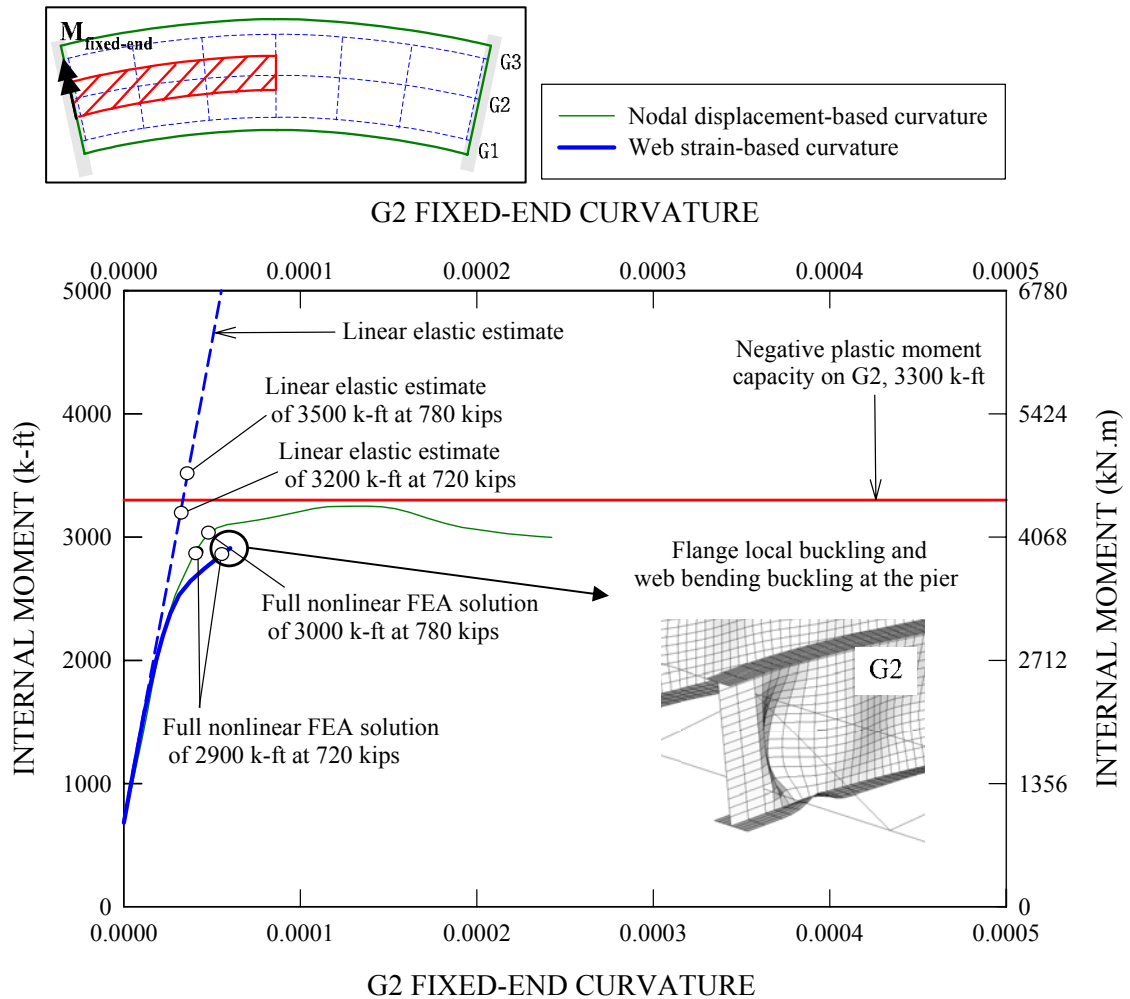 M fixed-end
G3
G2
G1
Nodal displacement-based curvature
Web strain-based curvature
G2 FIXED-END CURVATURE
0.0000 0.0001 0.0002 0.0003 0.0004 0.0005
5000
4000
3000
2000
1000
0
INTERNAL MOMENT (k-ft)
6780
5424
4068
2712
1356
0
INTERNAL MOMENT (kN.m)
Linear elastic estimate
Negative plastic moment
capacity on G2, 3300 k-ft
Linear elastic estimate
of 3500 k-ft at 780 kips
Linear elastic estimate
of 3200 k-ft at 720 kips
Flange local buckling and
web bending buckling at the pier
Full nonlinear FEA solution
of 3000 k-ft at 780 kips
G2
Full nonlinear FEA solution
of 2900 k-ft at 720 kips
0.0000 0.0001 0.0002 0.0003 0.0004 0.0005
G2 FIXED-END CURVATURE